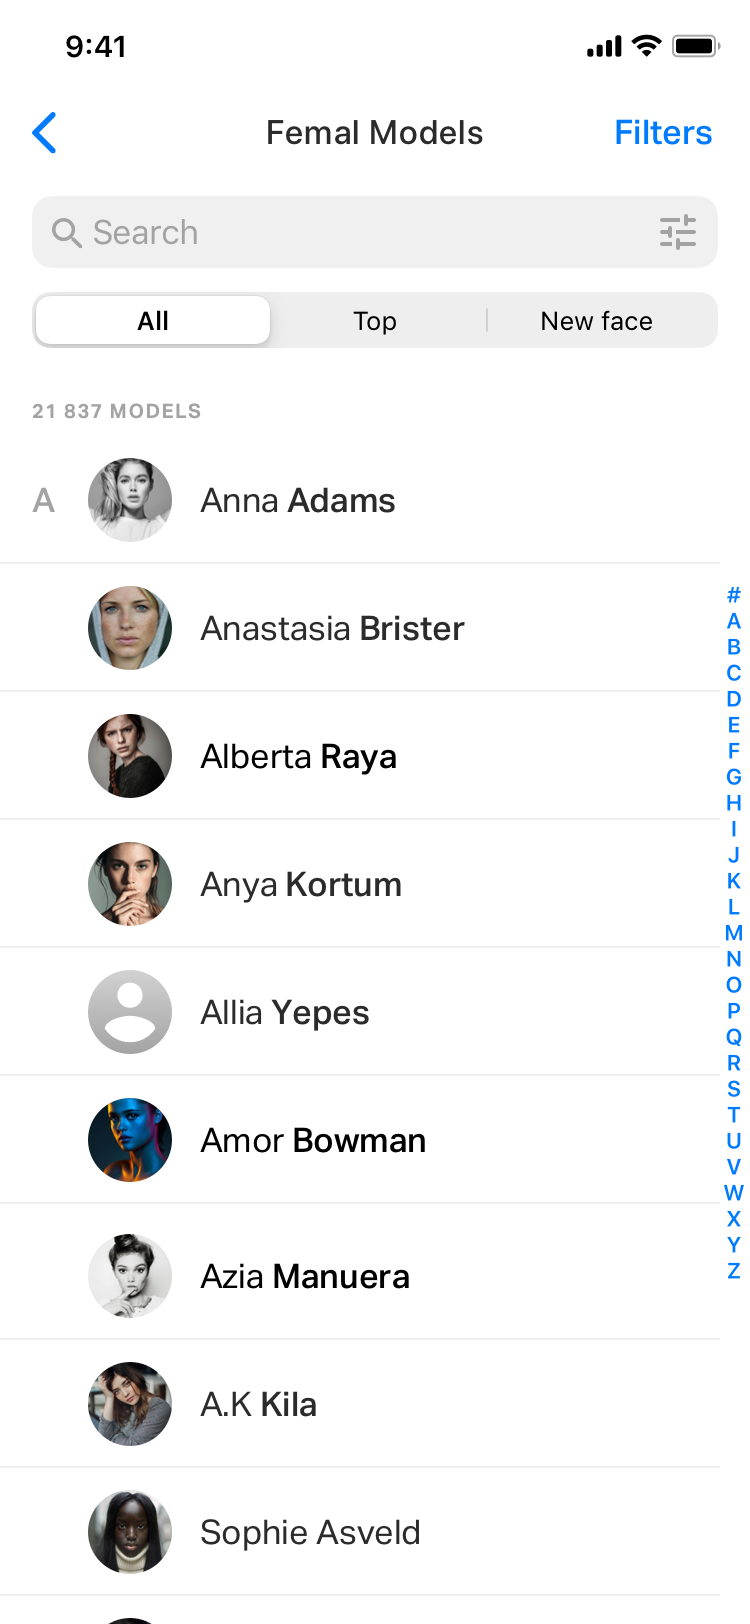 9:41
Femal Models
Filters
Search
All
Top
New face
21 837 MODELS
A
Anna Adams
Anastasia Brister
Alberta Raya
Anya Kortum
Allia Yepes
Amor Bowman
Azia Manuera
A.K Kila
Sophie Asveld
#
A
B
C
D
E
F
G
H
I
J
K
L
M
N
O
P
Q
R
S
T
U
V
W
X
Y
Z